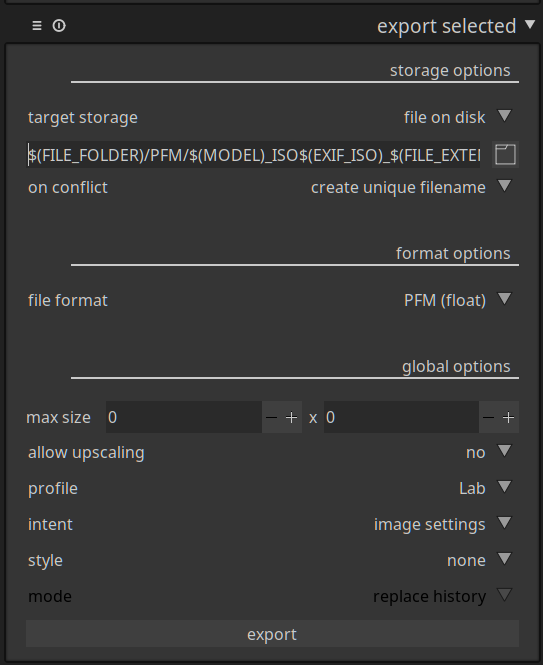 export selected
storage options
target storage file on disk
$(FILE_FOLDER)/PFM/$(MODEL)_ISO$(EXIF_ISO)_$(FILE_EXTE
on conflict create unique filename
format options
file format PFM (float)
global options
max size 0 x 0
allow upscaling no
profile Lab
intent image settings
style none
mode replace history
export